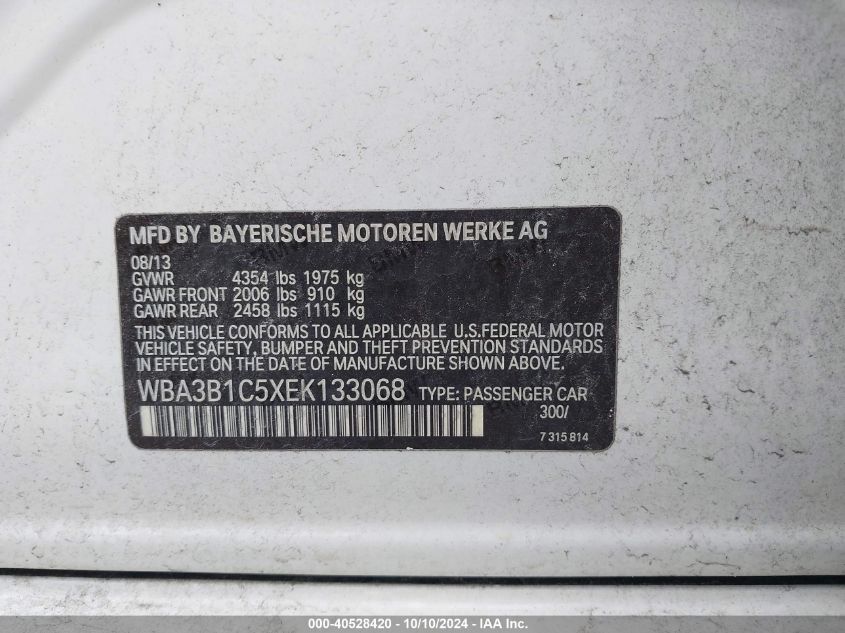 MFD BY BAYERISCHE MOTOREN WERKE AG
08/13
GVWR 4354 lbs 1975 kg
GAWR FRONT 2006 lbs 910 kg
GAWR REAR 2458 lbs 1115 kg
THIS VEHICLE CONFORMS TO ALL APPLICABLE U.S.FEDERAL MOTOR
VEHICLE SAFETY, BUMPER AND THEFT PREVENTION STANDARDS
IN EFFECT ON THE DATE OF MANUFACTURE SHOWN ABOVE.
WBA3B1C5XEK133068 TYPE: PASSENGER CAR
300/
7 315 814
000-40528420 - 10/10/2024 - IAA Inc.